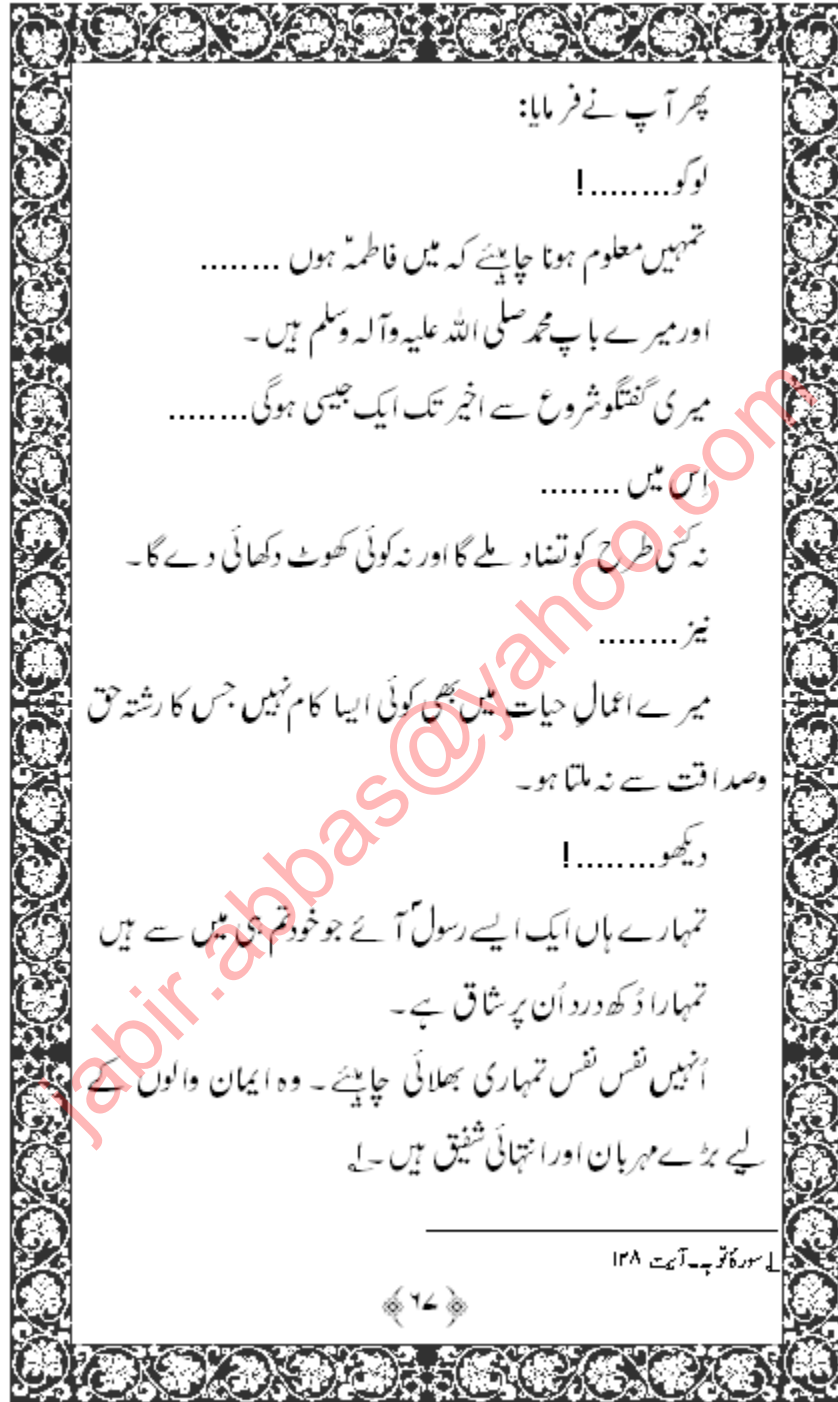 پھر آپ نے فرمایا:
لوگو........!
تمہیں معلوم ہونا چاہیئے کہ میں فاطمہؑ ہوں ........
اور میرے باپ محمد صلی اللہ علیہ وآلہ وسلم ہیں۔
میری گفتگو شروع سے اخیر تک ایک جیسی ہوگی........
اِس میں ........
نہ کسی طرح کو تضاد ملے گا اور نہ کوئی کھوٹ دکھائی دے گا۔
نیز ........
میرے اعمالِ حیات میں بھی کوئی ایسا کام نہیں جس کا رشتہ حق
وصداقت سے نہ ملتا ہو۔
دیکھو........!
تمہارے ہاں ایک ایسے رسولؐ آئے جو خود تم ہی میں سے ہیں
تمہارا دُکھ درد اُن پر شاق ہے۔
اُنہیں نفس نفس تمہاری بھلائی چاہیئے۔ وہ ایمان والوں کے
لیے بڑے مہربان اور انتہائی شفیق ہیں۔۱
۱ سورۂ توبہ۔ آیت ۱۲۸
﴿۶۷﴾
jabir.abbas@yahoo.com